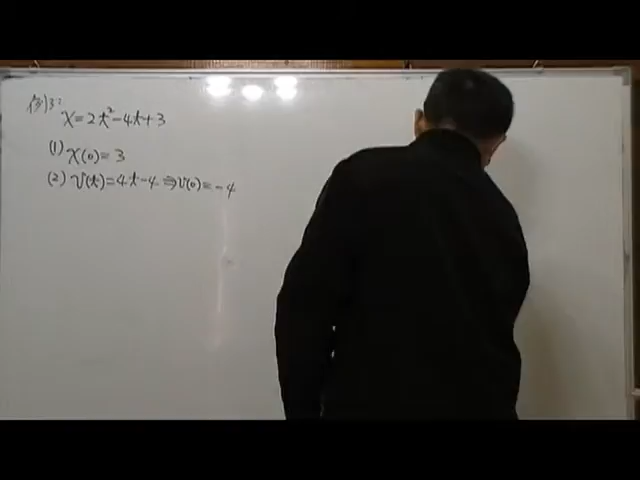 例3:
x=2t²-4t+3
(1) x(0)=3
(2) v(t)=4t-4 ⇒ v(0)=-4